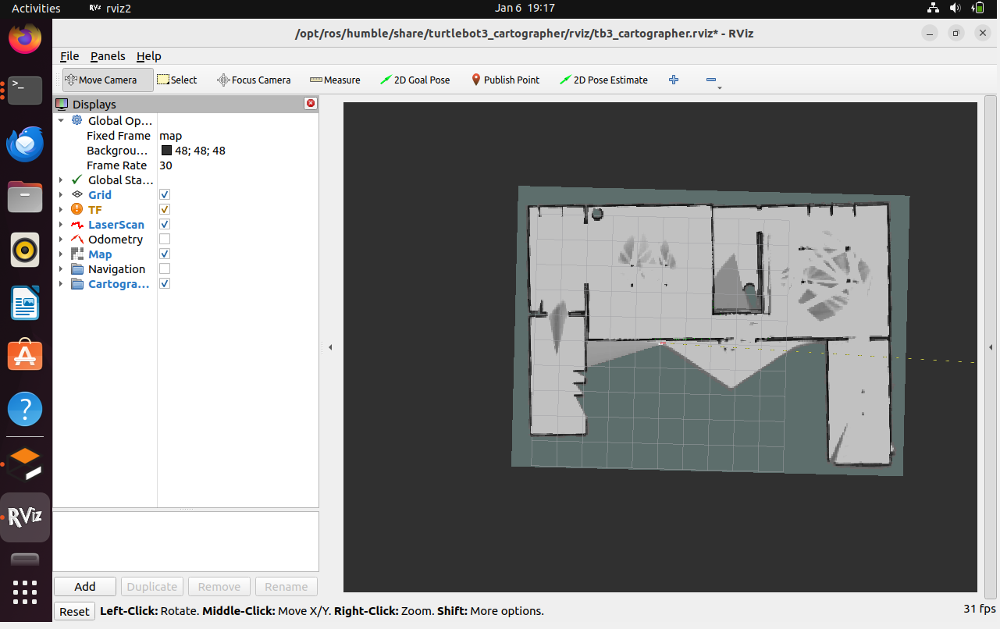 Activities
rviz2
Jan 6 19:17
/opt/ros/humble/share/turtlebot3_cartographer/rviz/tb3_cartographer.rviz* - RViz
File Panels Help
Move Camera Select Focus Camera Measure 2D Goal Pose Publish Point 2D Pose Estimate
Displays
Global Op...
Fixed Frame map
Backgrou... 48; 48; 48
Frame Rate 30
Global Sta...
Grid
TF
LaserScan
Odometry
Map
Navigation
Cartogra...
RViz
Add Duplicate Remove Rename
Reset Left-Click: Rotate. Middle-Click: Move X/Y. Right-Click: Zoom. Shift: More options. 31 fps